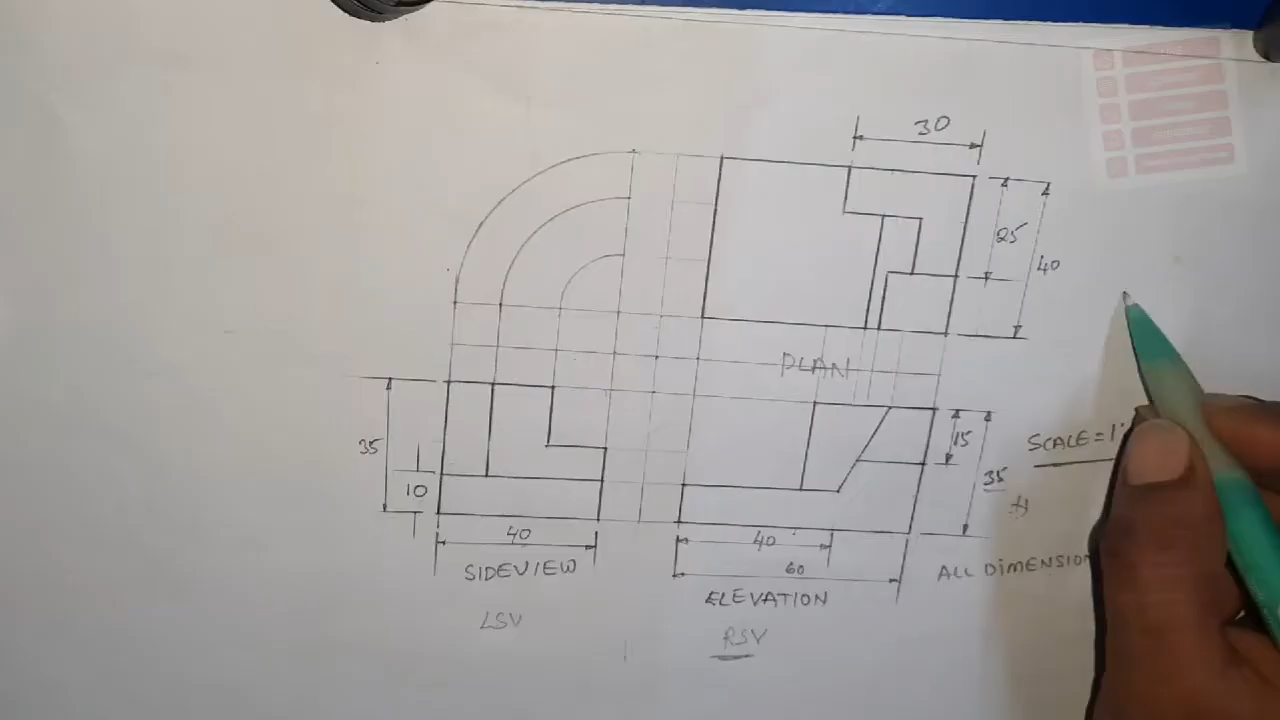 30
25
40
PLAN
35
10
15
35
SCALE = 1:
40
40
60
SIDEVIEW
ELEVATION
ALL DIMENSION
LSV
RSV